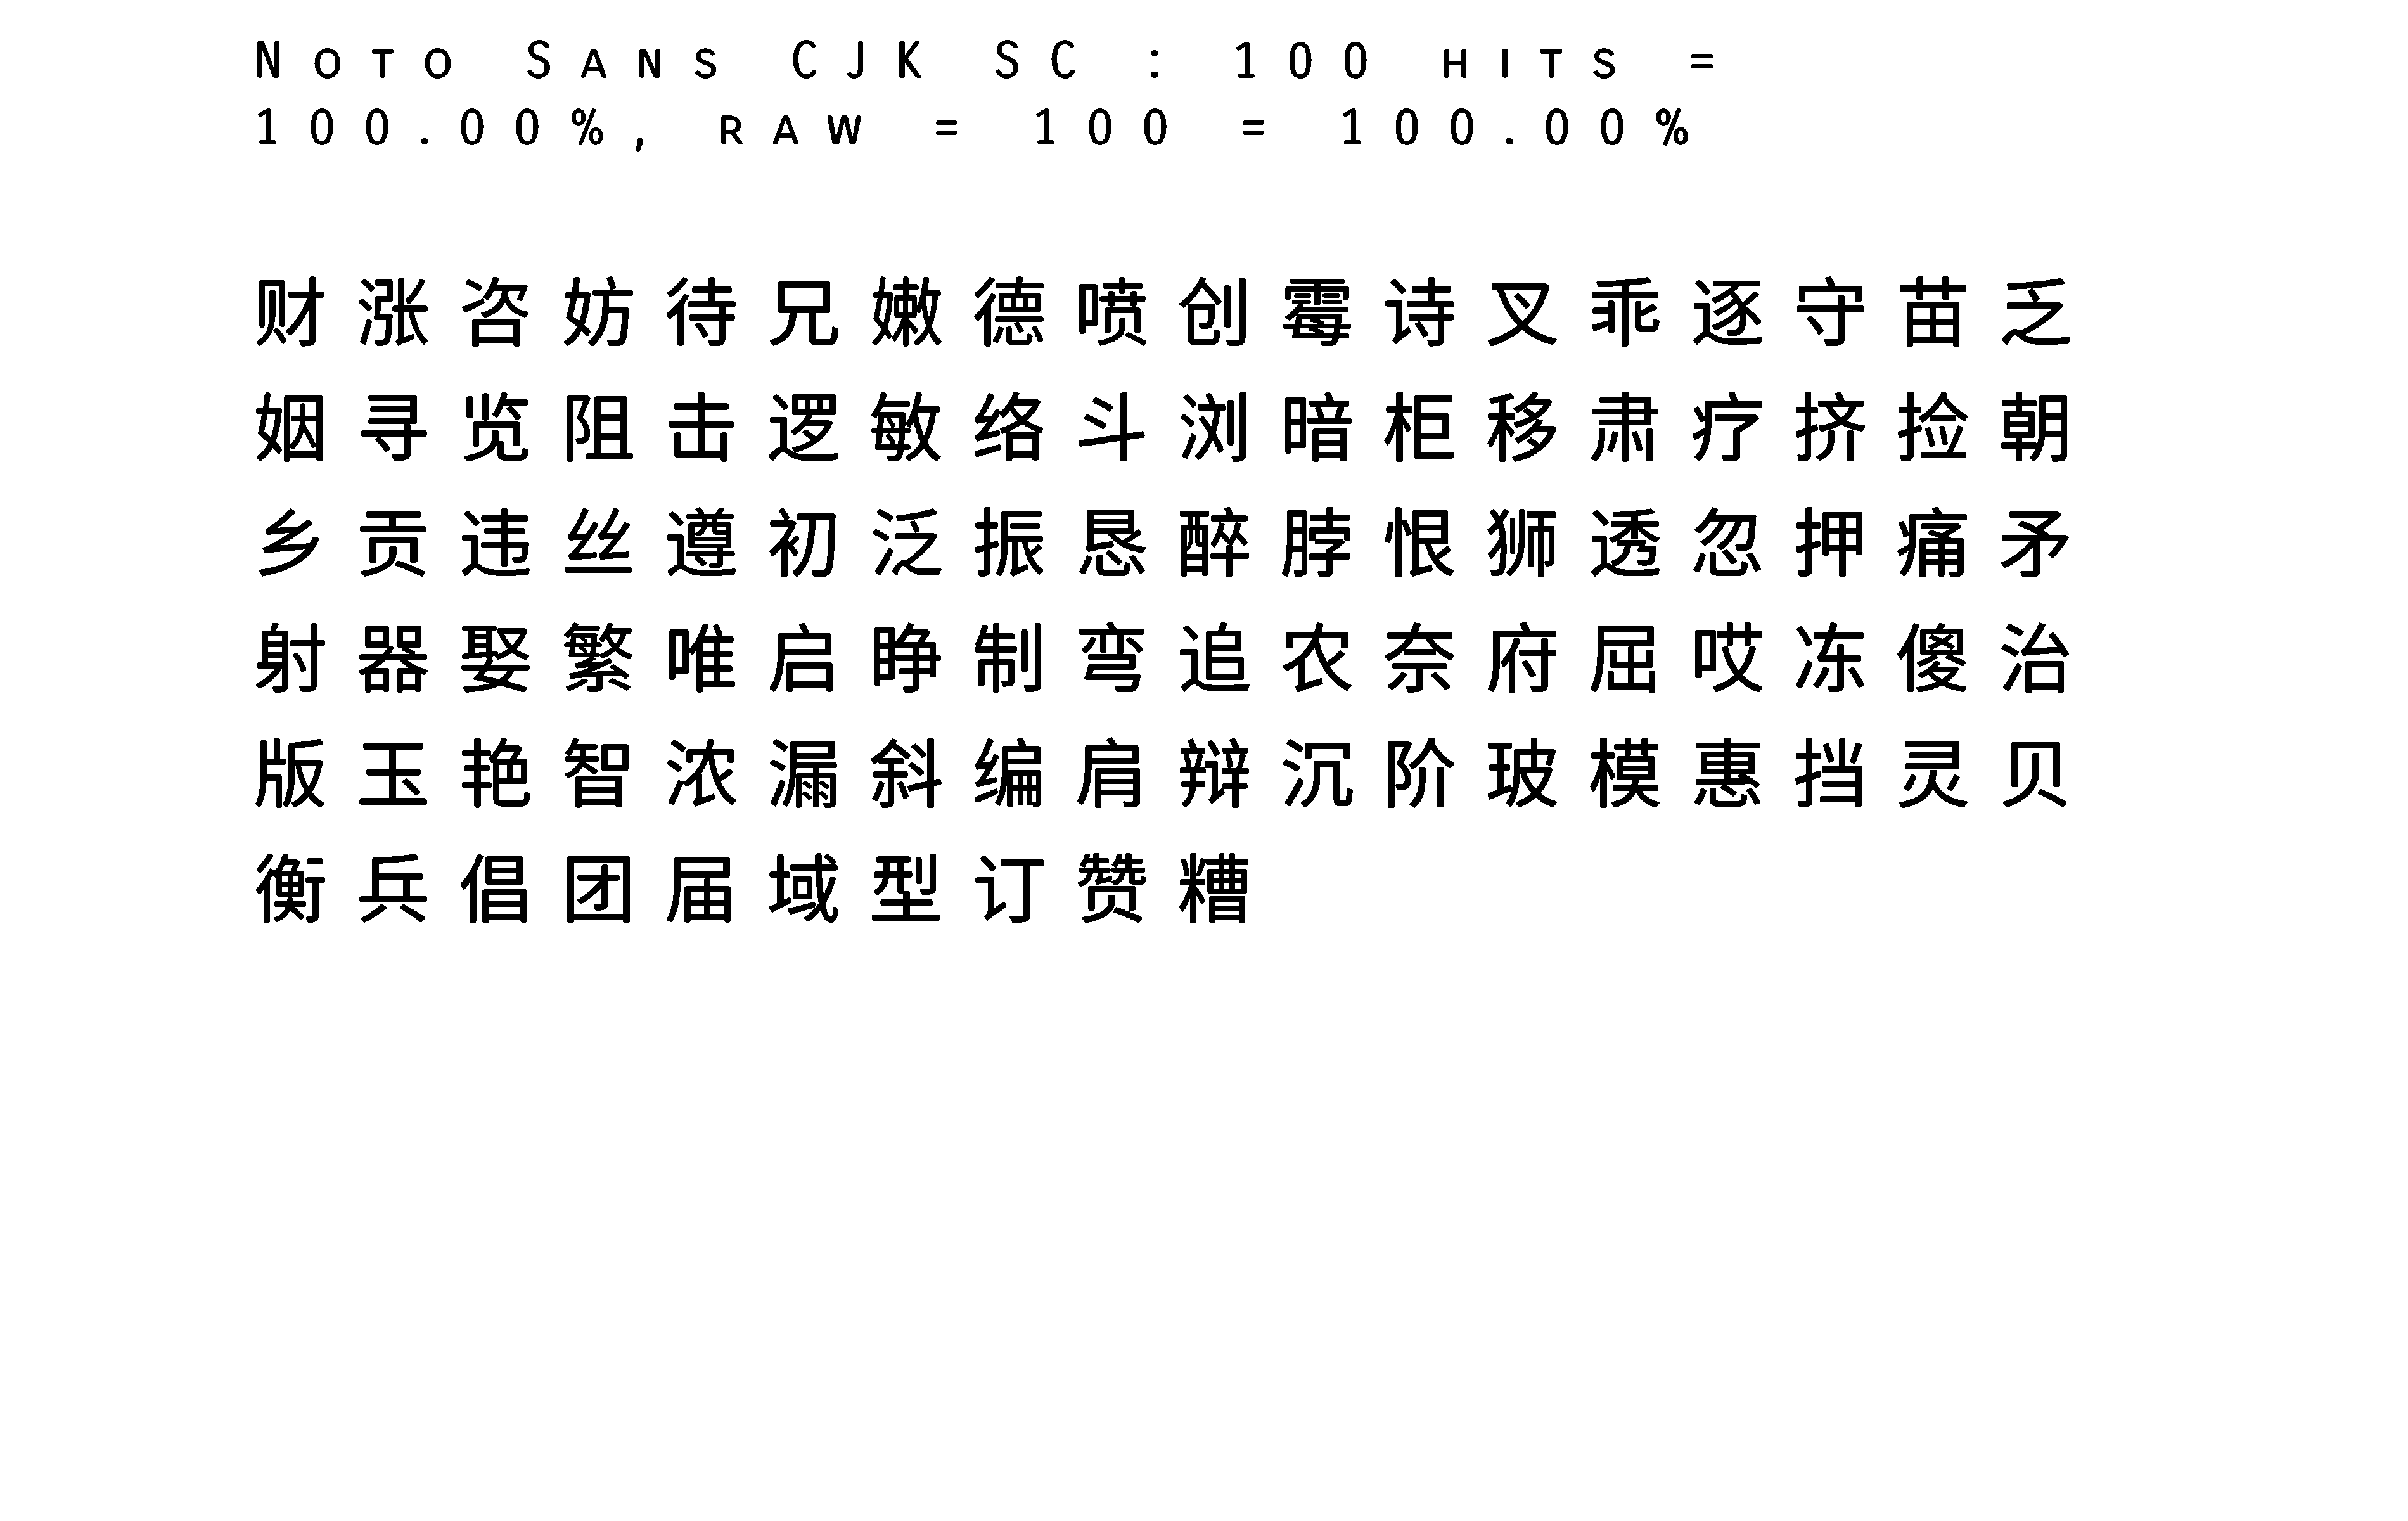 Noto Sans CJK SC : 100 hits =
100.00%, raw = 100 = 100.00%
财涨咨妨待兄嫩德喷创霉诗叉乖逐守苗乏
姻寻览阻击逻敏络斗浏暗柜移肃疗挤捡朝
乡贡违丝遵初泛振恳醉脖恨狮透忽押痛矛
射器娶繁唯启睁制弯追农奈府屈哎冻傻治
版玉艳智浓漏斜编肩辩沉阶玻模惠挡灵贝
衡兵倡团届域型订赞糟